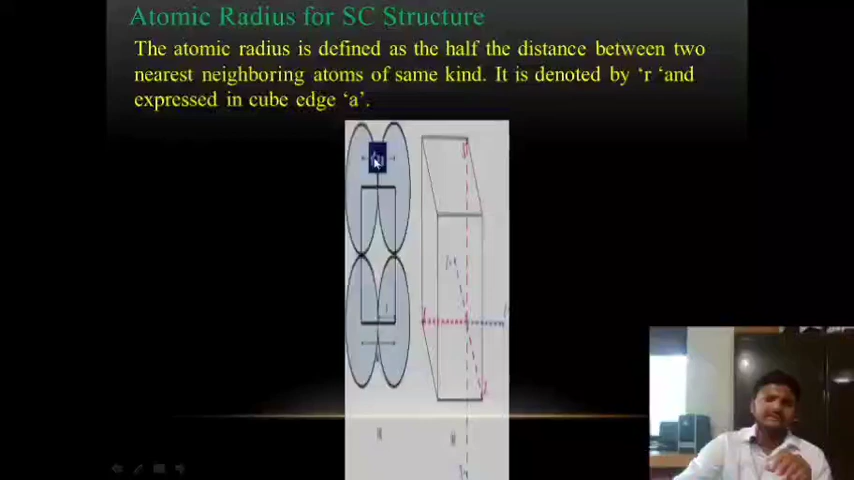 Atomic Radius for SC Structure
The atomic radius is defined as the half the distance between two
nearest neighboring atoms of same kind. It is denoted by ‘r ‘and
expressed in cube edge ‘a’.